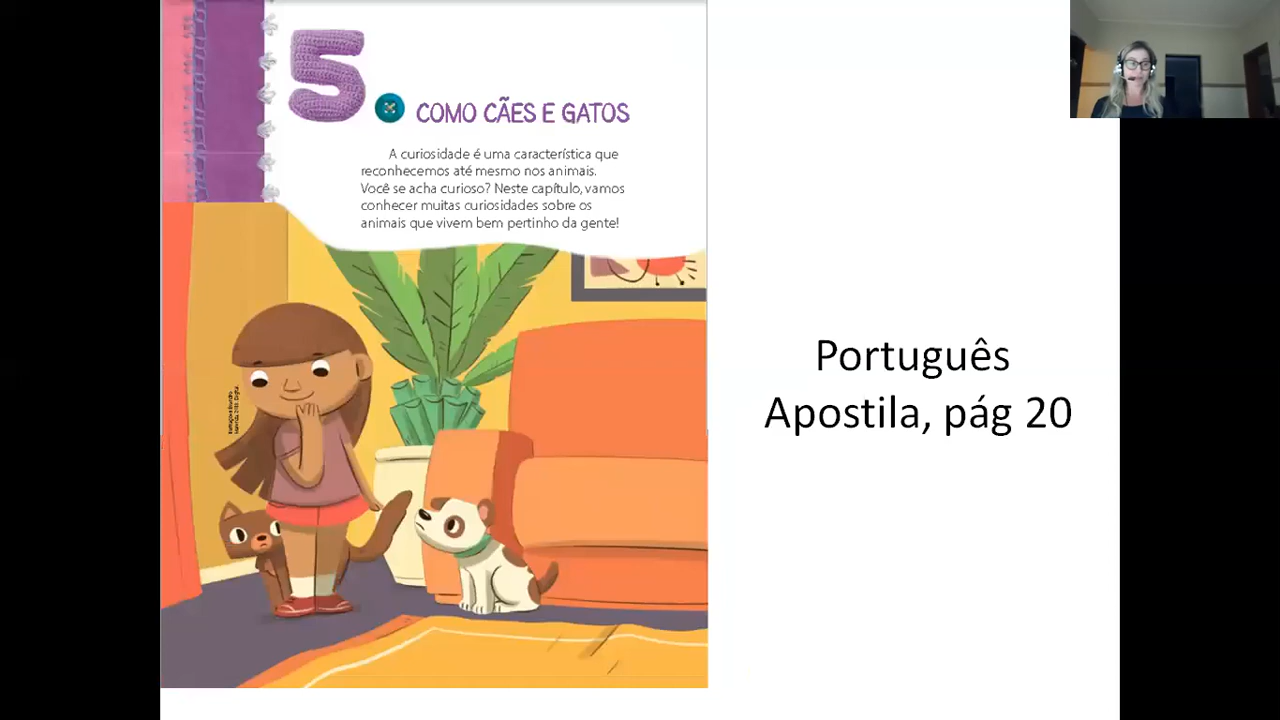 5
COMO CÃES E GATOS
A curiosidade é uma característica que
reconhecemos até mesmo nos animais.
Você se acha curioso? Neste capítulo, vamos
conhecer muitas curiosidades sobre os
animais que vivem bem pertinho da gente!
Português
Apostila, pág 20